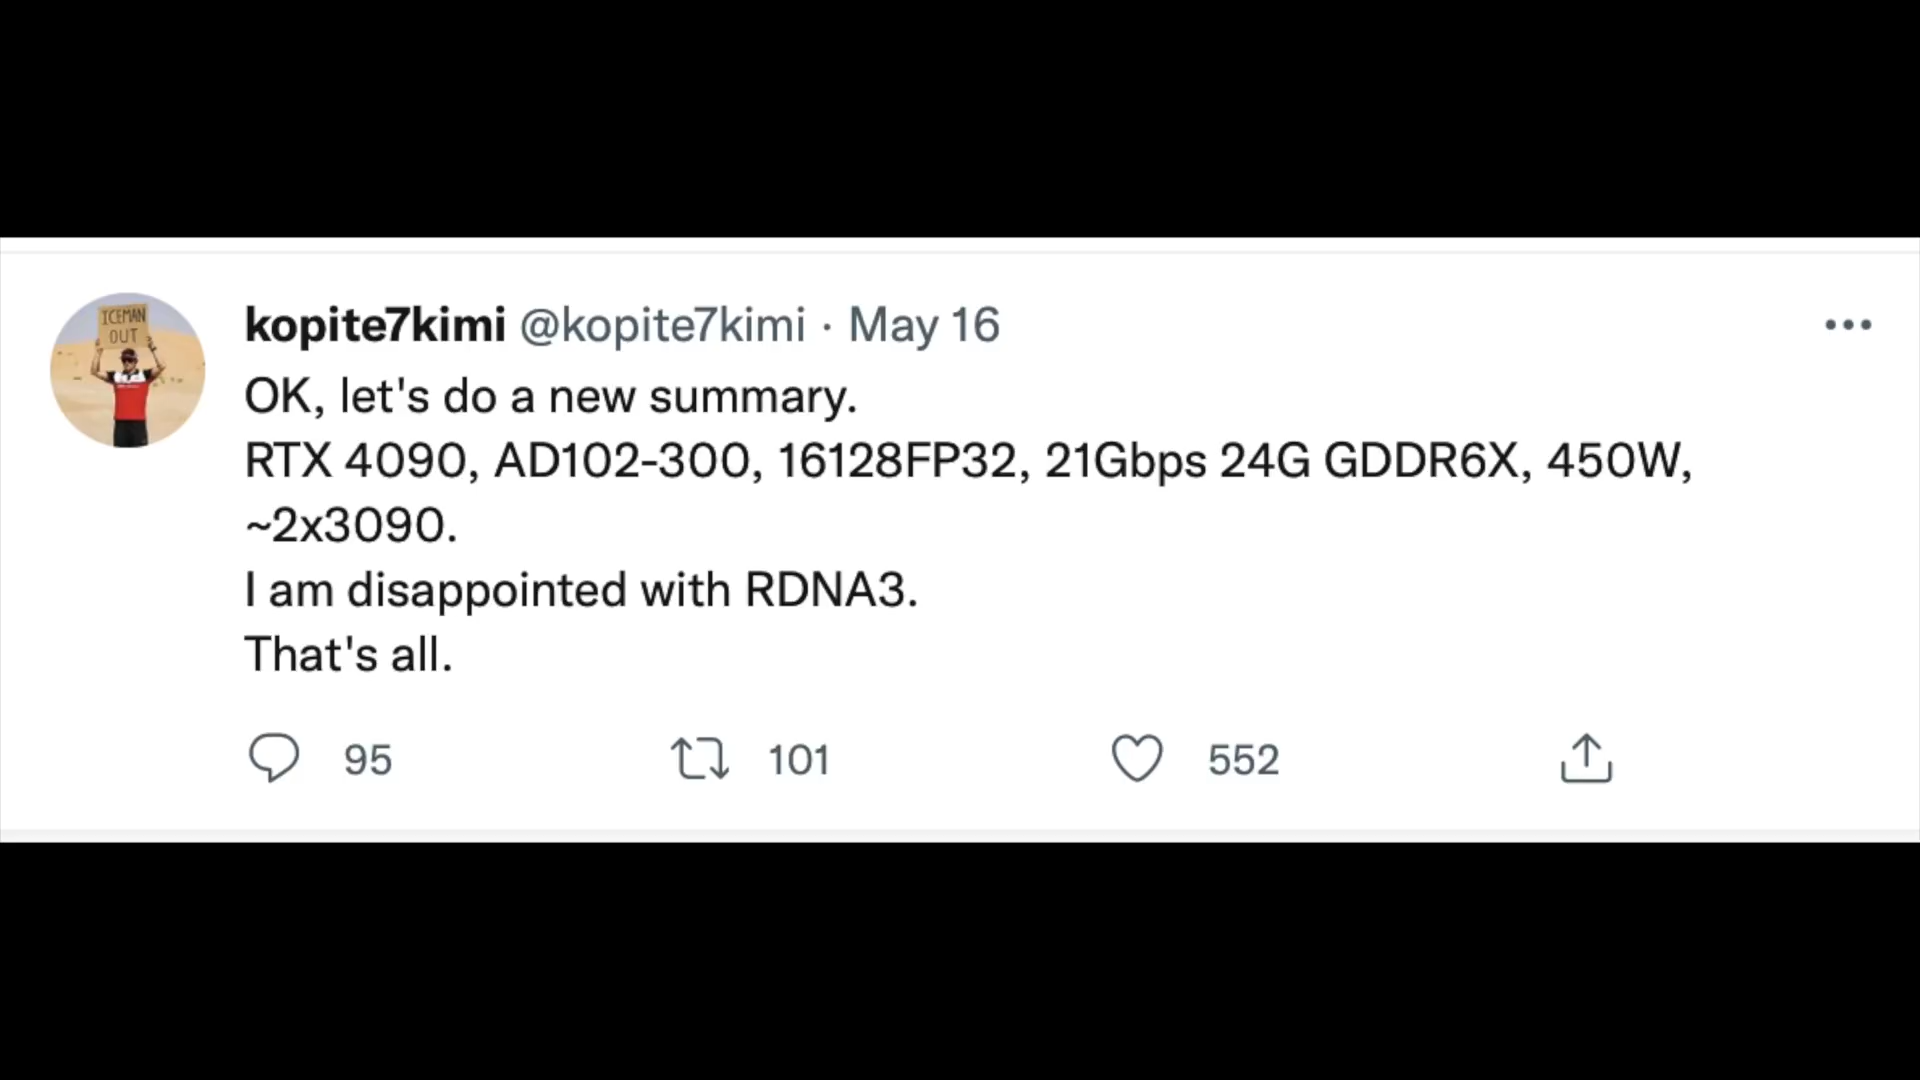 ICEMAN
OUT
kopite7kimi @kopite7kimi · May 16
OK, let's do a new summary.
RTX 4090, AD102-300, 16128FP32, 21Gbps 24G GDDR6X, 450W,
~2x3090.
I am disappointed with RDNA3.
That's all.
95 101 552